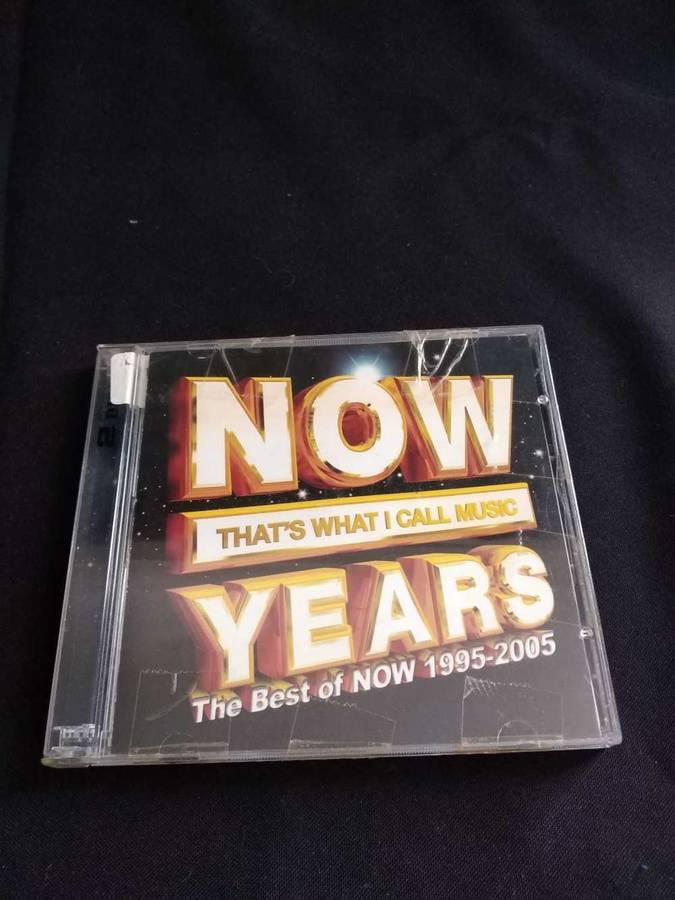 NOW
THAT'S WHAT I CALL MUSIC
YEARS
The Best of NOW 1995-2005